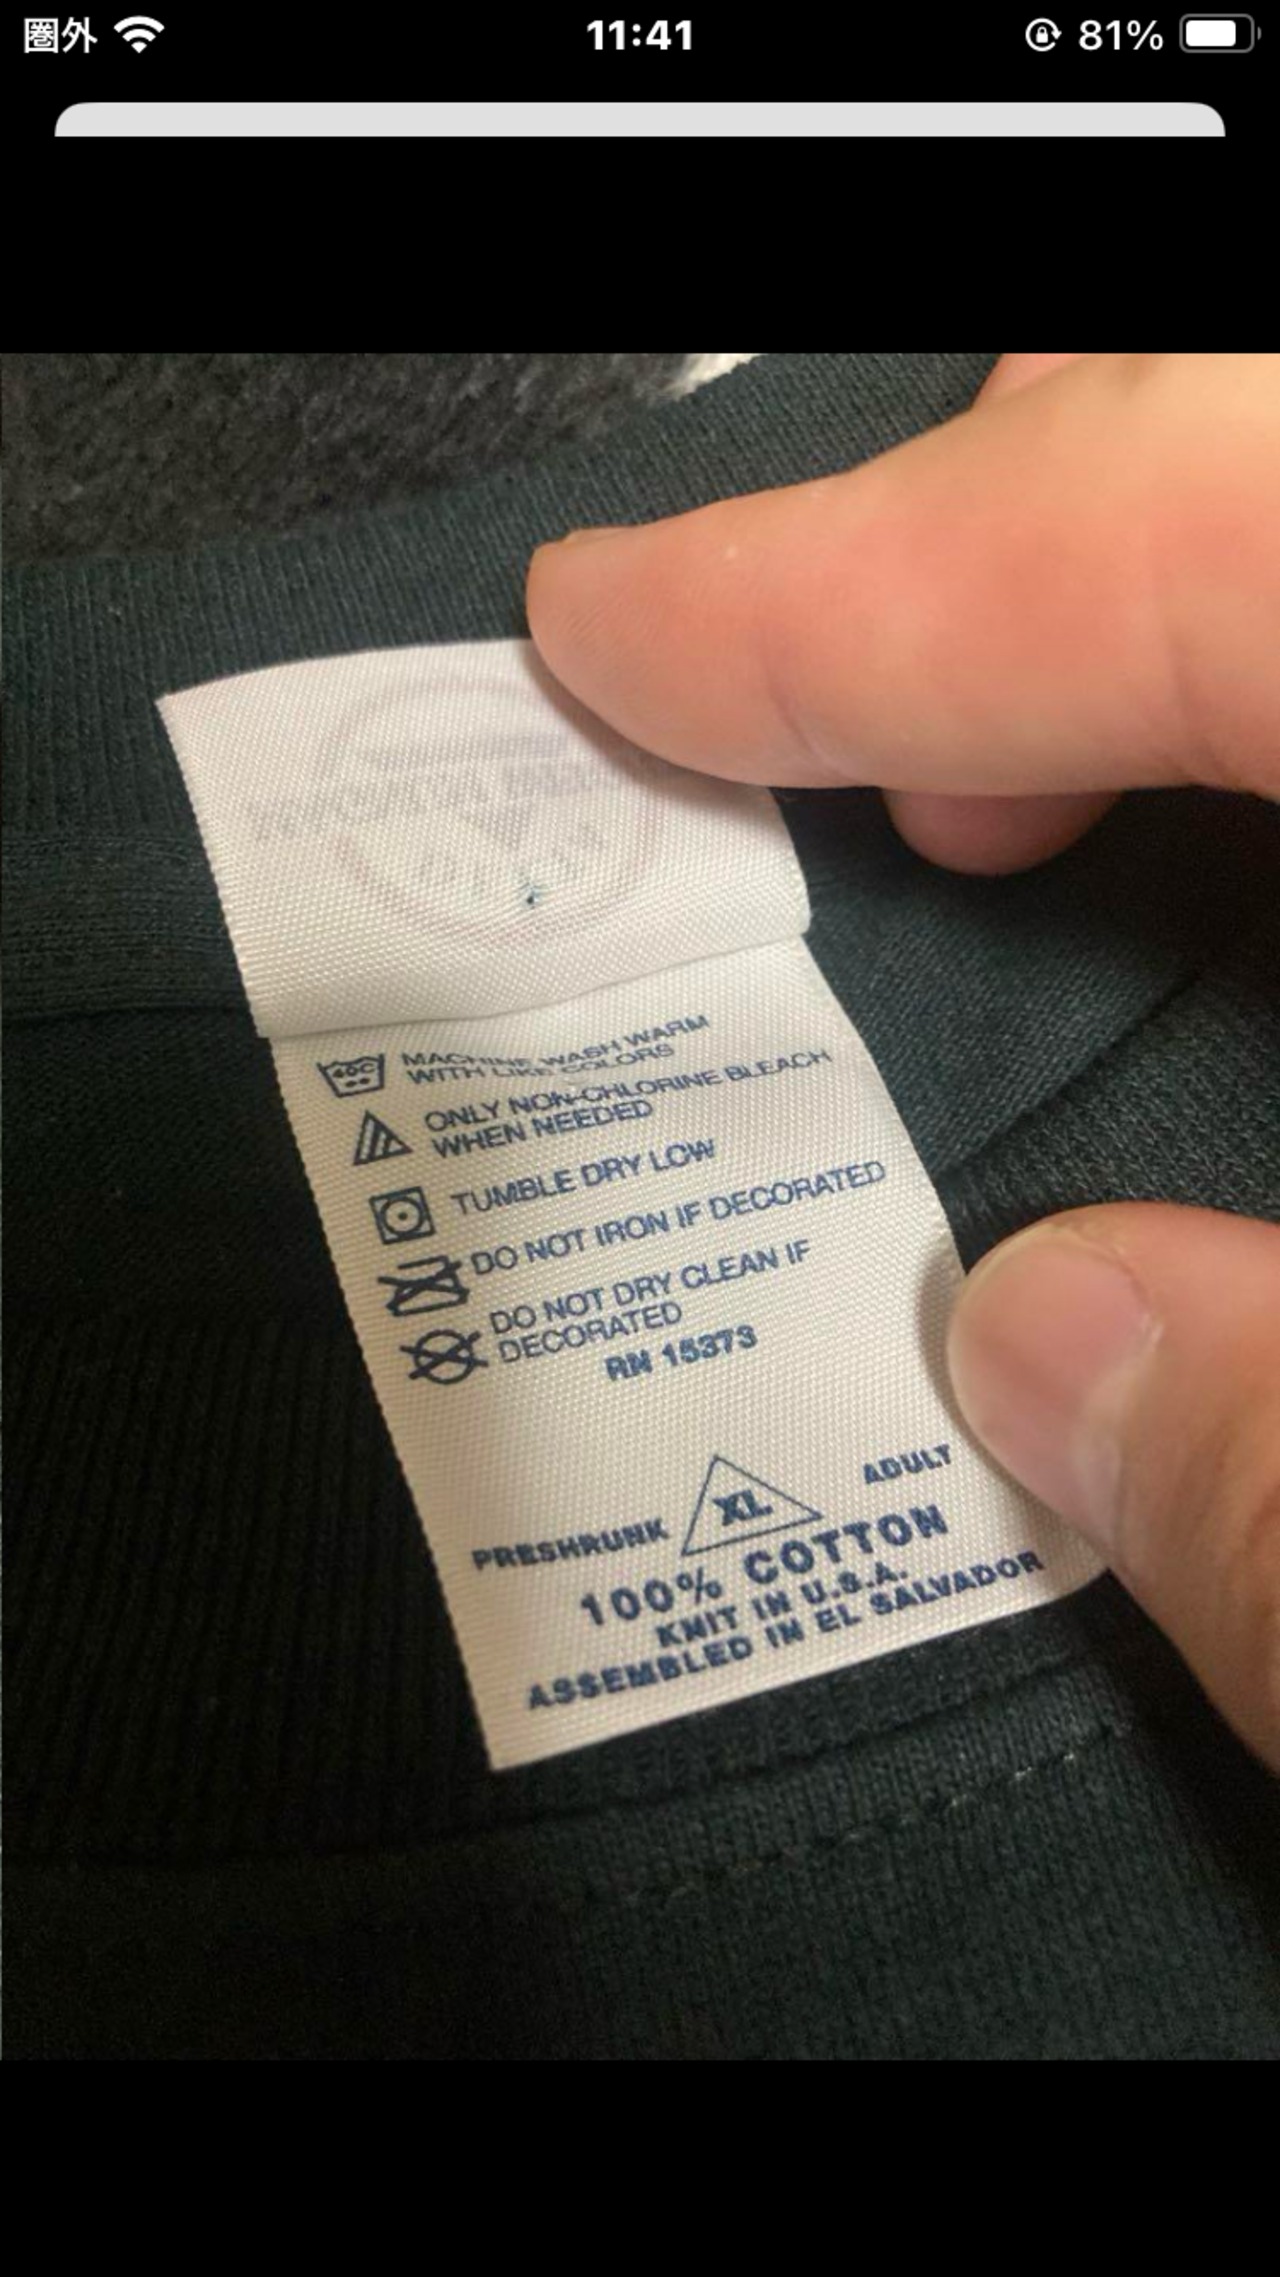 圏外
11:41
81%
40C
MACHINE WASH WARM
WITH LIKE COLORS
ONLY NON-CHLORINE BLEACH
WHEN NEEDED
TUMBLE DRY LOW
DO NOT IRON IF DECORATED
DO NOT DRY CLEAN IF
DECORATED
RN 15373
ADULT
XL
PRESHRUNK
100% COTTON
KNIT IN U.S.A.
ASSEMBLED IN EL SALVADOR